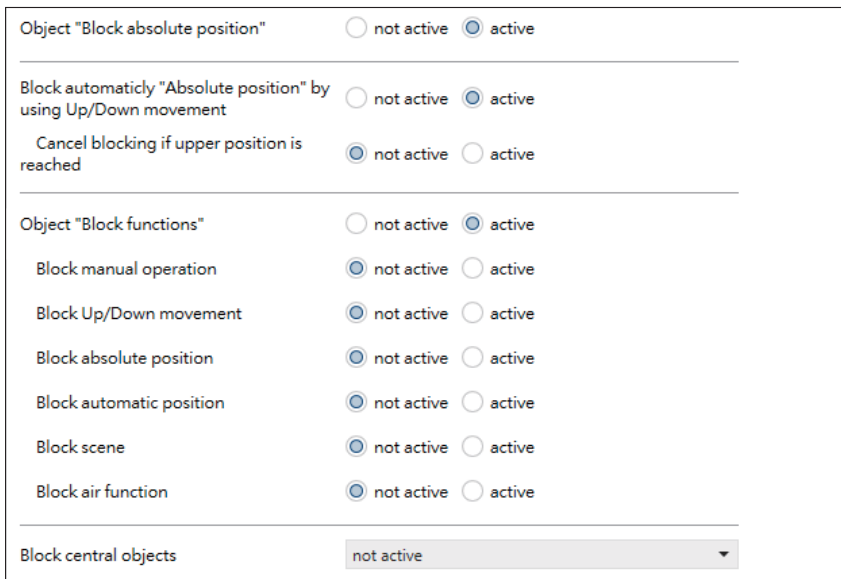 Object "Block absolute position" not active active
Block automaticly "Absolute position" by
using Up/Down movement not active active
Cancel blocking if upper position is
reached not active active
Object "Block functions" not active active
Block manual operation not active active
Block Up/Down movement not active active
Block absolute position not active active
Block automatic position not active active
Block scene not active active
Block air function not active active
Block central objects not active